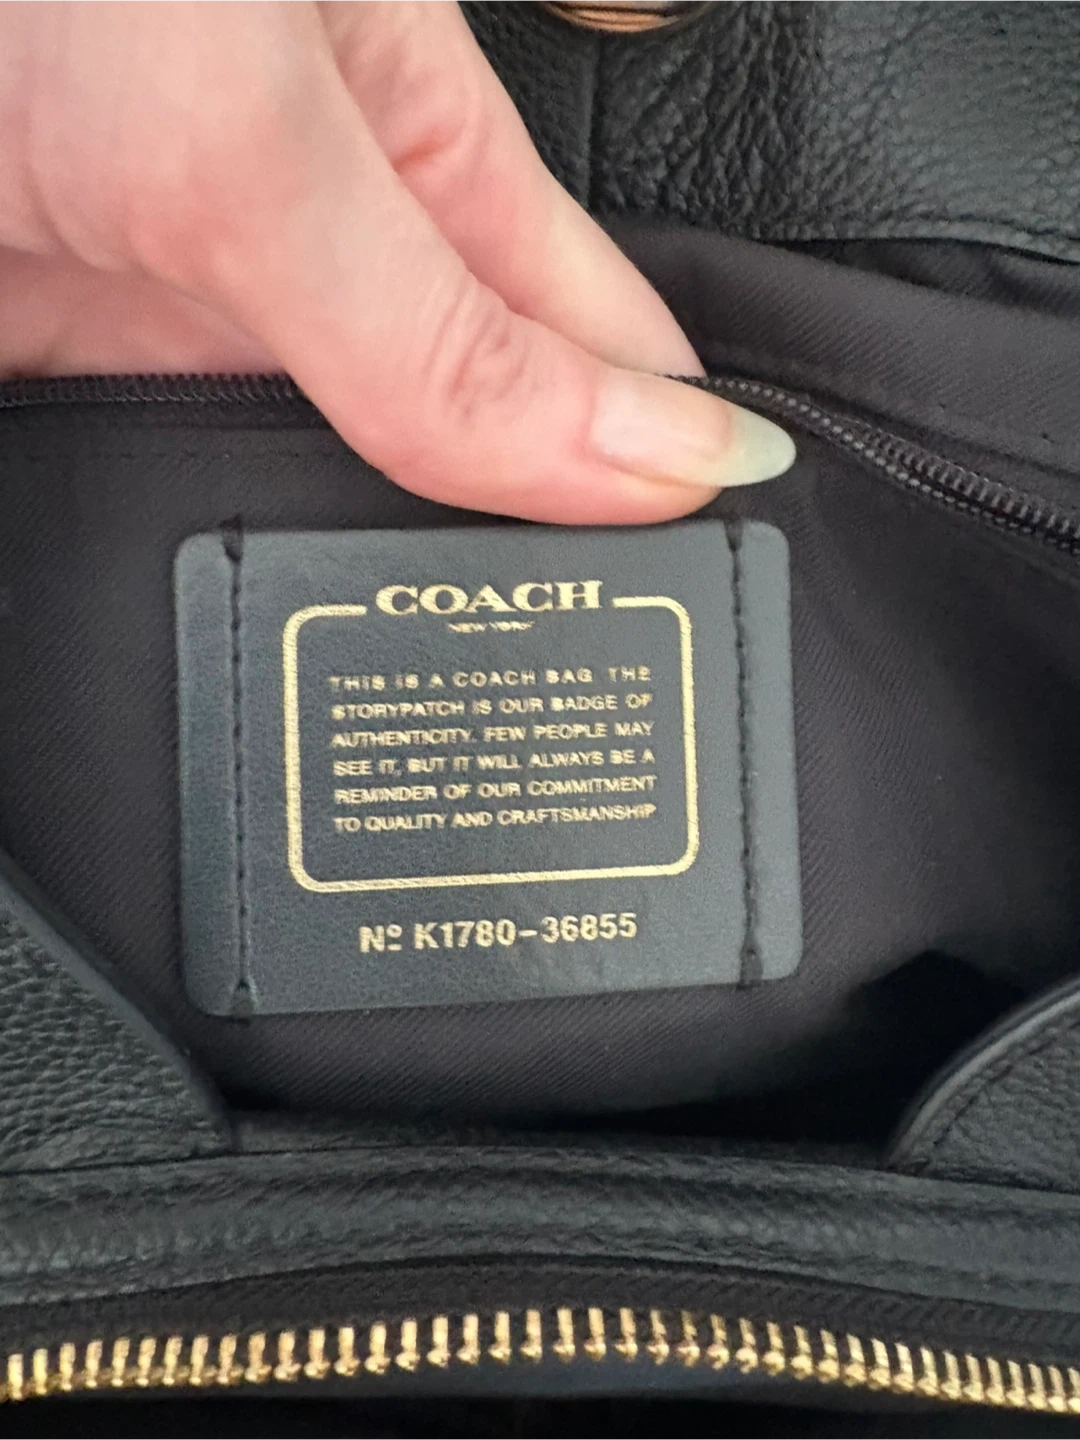 COACH
NEW YORK
THIS IS A COACH BAG THE
STORYPATCH IS OUR BADGE OF
AUTHENTICITY. FEW PEOPLE MAY
SEE IT, BUT IT WILL ALWAYS BE A
REMINDER OF OUR COMMITMENT
TO QUALITY AND CRAFTSMANSHIP
Nº K1780-36855